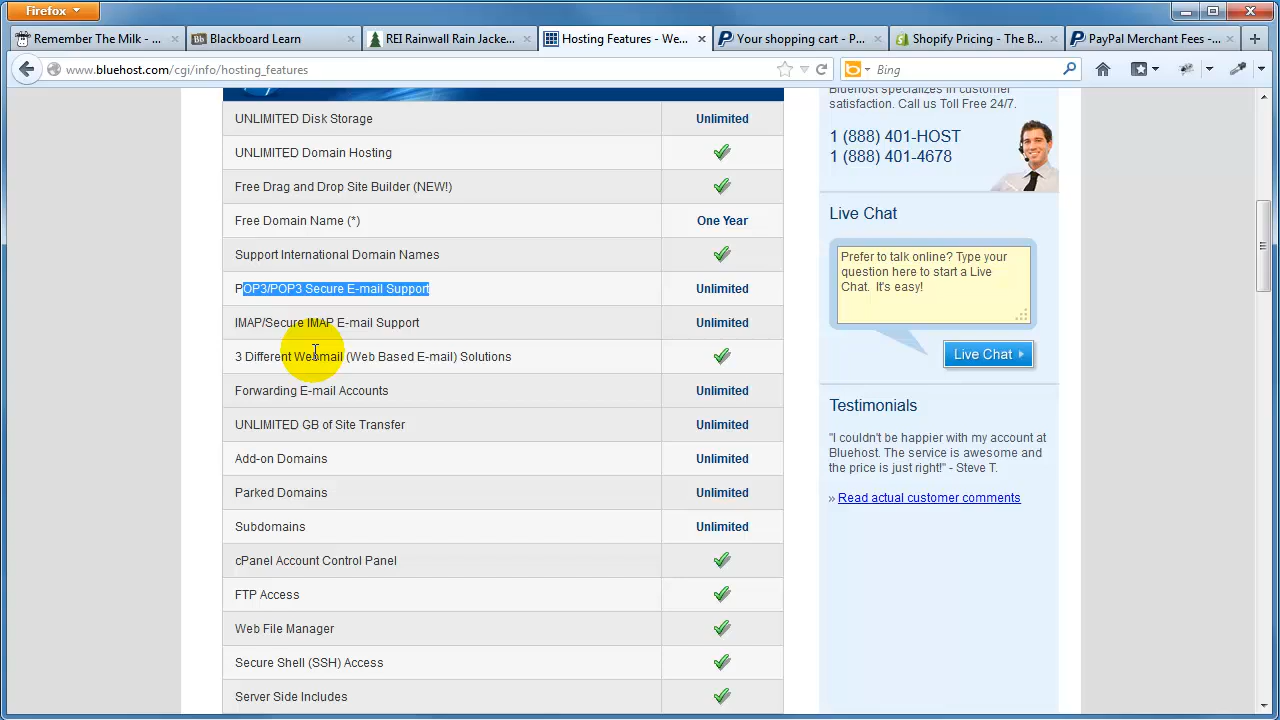 Firefox
Remember The Milk - ...
Blackboard Learn
REI Rainwall Rain Jacke...
Hosting Features - We...
Your shopping cart - P...
Shopify Pricing - The B...
PayPal Merchant Fees -...
www.bluehost.com/cgi/info/hosting_features
Bing
UNLIMITED Disk Storage Unlimited
UNLIMITED Domain Hosting
Free Drag and Drop Site Builder (NEW!)
Free Domain Name (*) One Year
Support International Domain Names
POP3/POP3 Secure E-mail Support Unlimited
IMAP/Secure IMAP E-mail Support Unlimited
3 Different Webmail (Web Based E-mail) Solutions
Forwarding E-mail Accounts Unlimited
UNLIMITED GB of Site Transfer Unlimited
Add-on Domains Unlimited
Parked Domains Unlimited
Subdomains Unlimited
cPanel Account Control Panel
FTP Access
Web File Manager
Secure Shell (SSH) Access
Server Side Includes
Bluehost specializes in customer
satisfaction. Call us Toll Free 24/7.
1 (888) 401-HOST
1 (888) 401-4678
Live Chat
Prefer to talk online? Type your
question here to start a Live
Chat. It's easy!
Live Chat
Testimonials
"I couldn't be happier with my account at
Bluehost. The service is awesome and
the price is just right!" - Steve T.
» Read actual customer comments